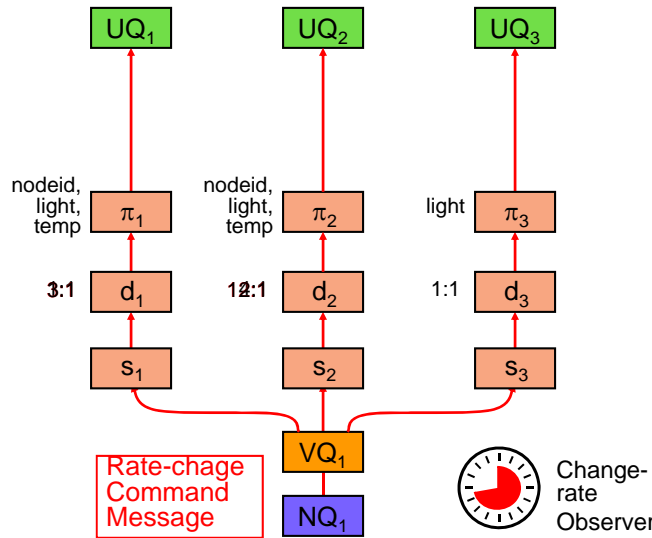 UQ1 UQ2 UQ3
nodeid, nodeid,
light, light, light
temp temp
π1 π2 π3
1:1
d1 d2 d3
s1 s2 s3
VQ1
Rate-chage
Command
Message
NQ1
Change-
rate
Observer